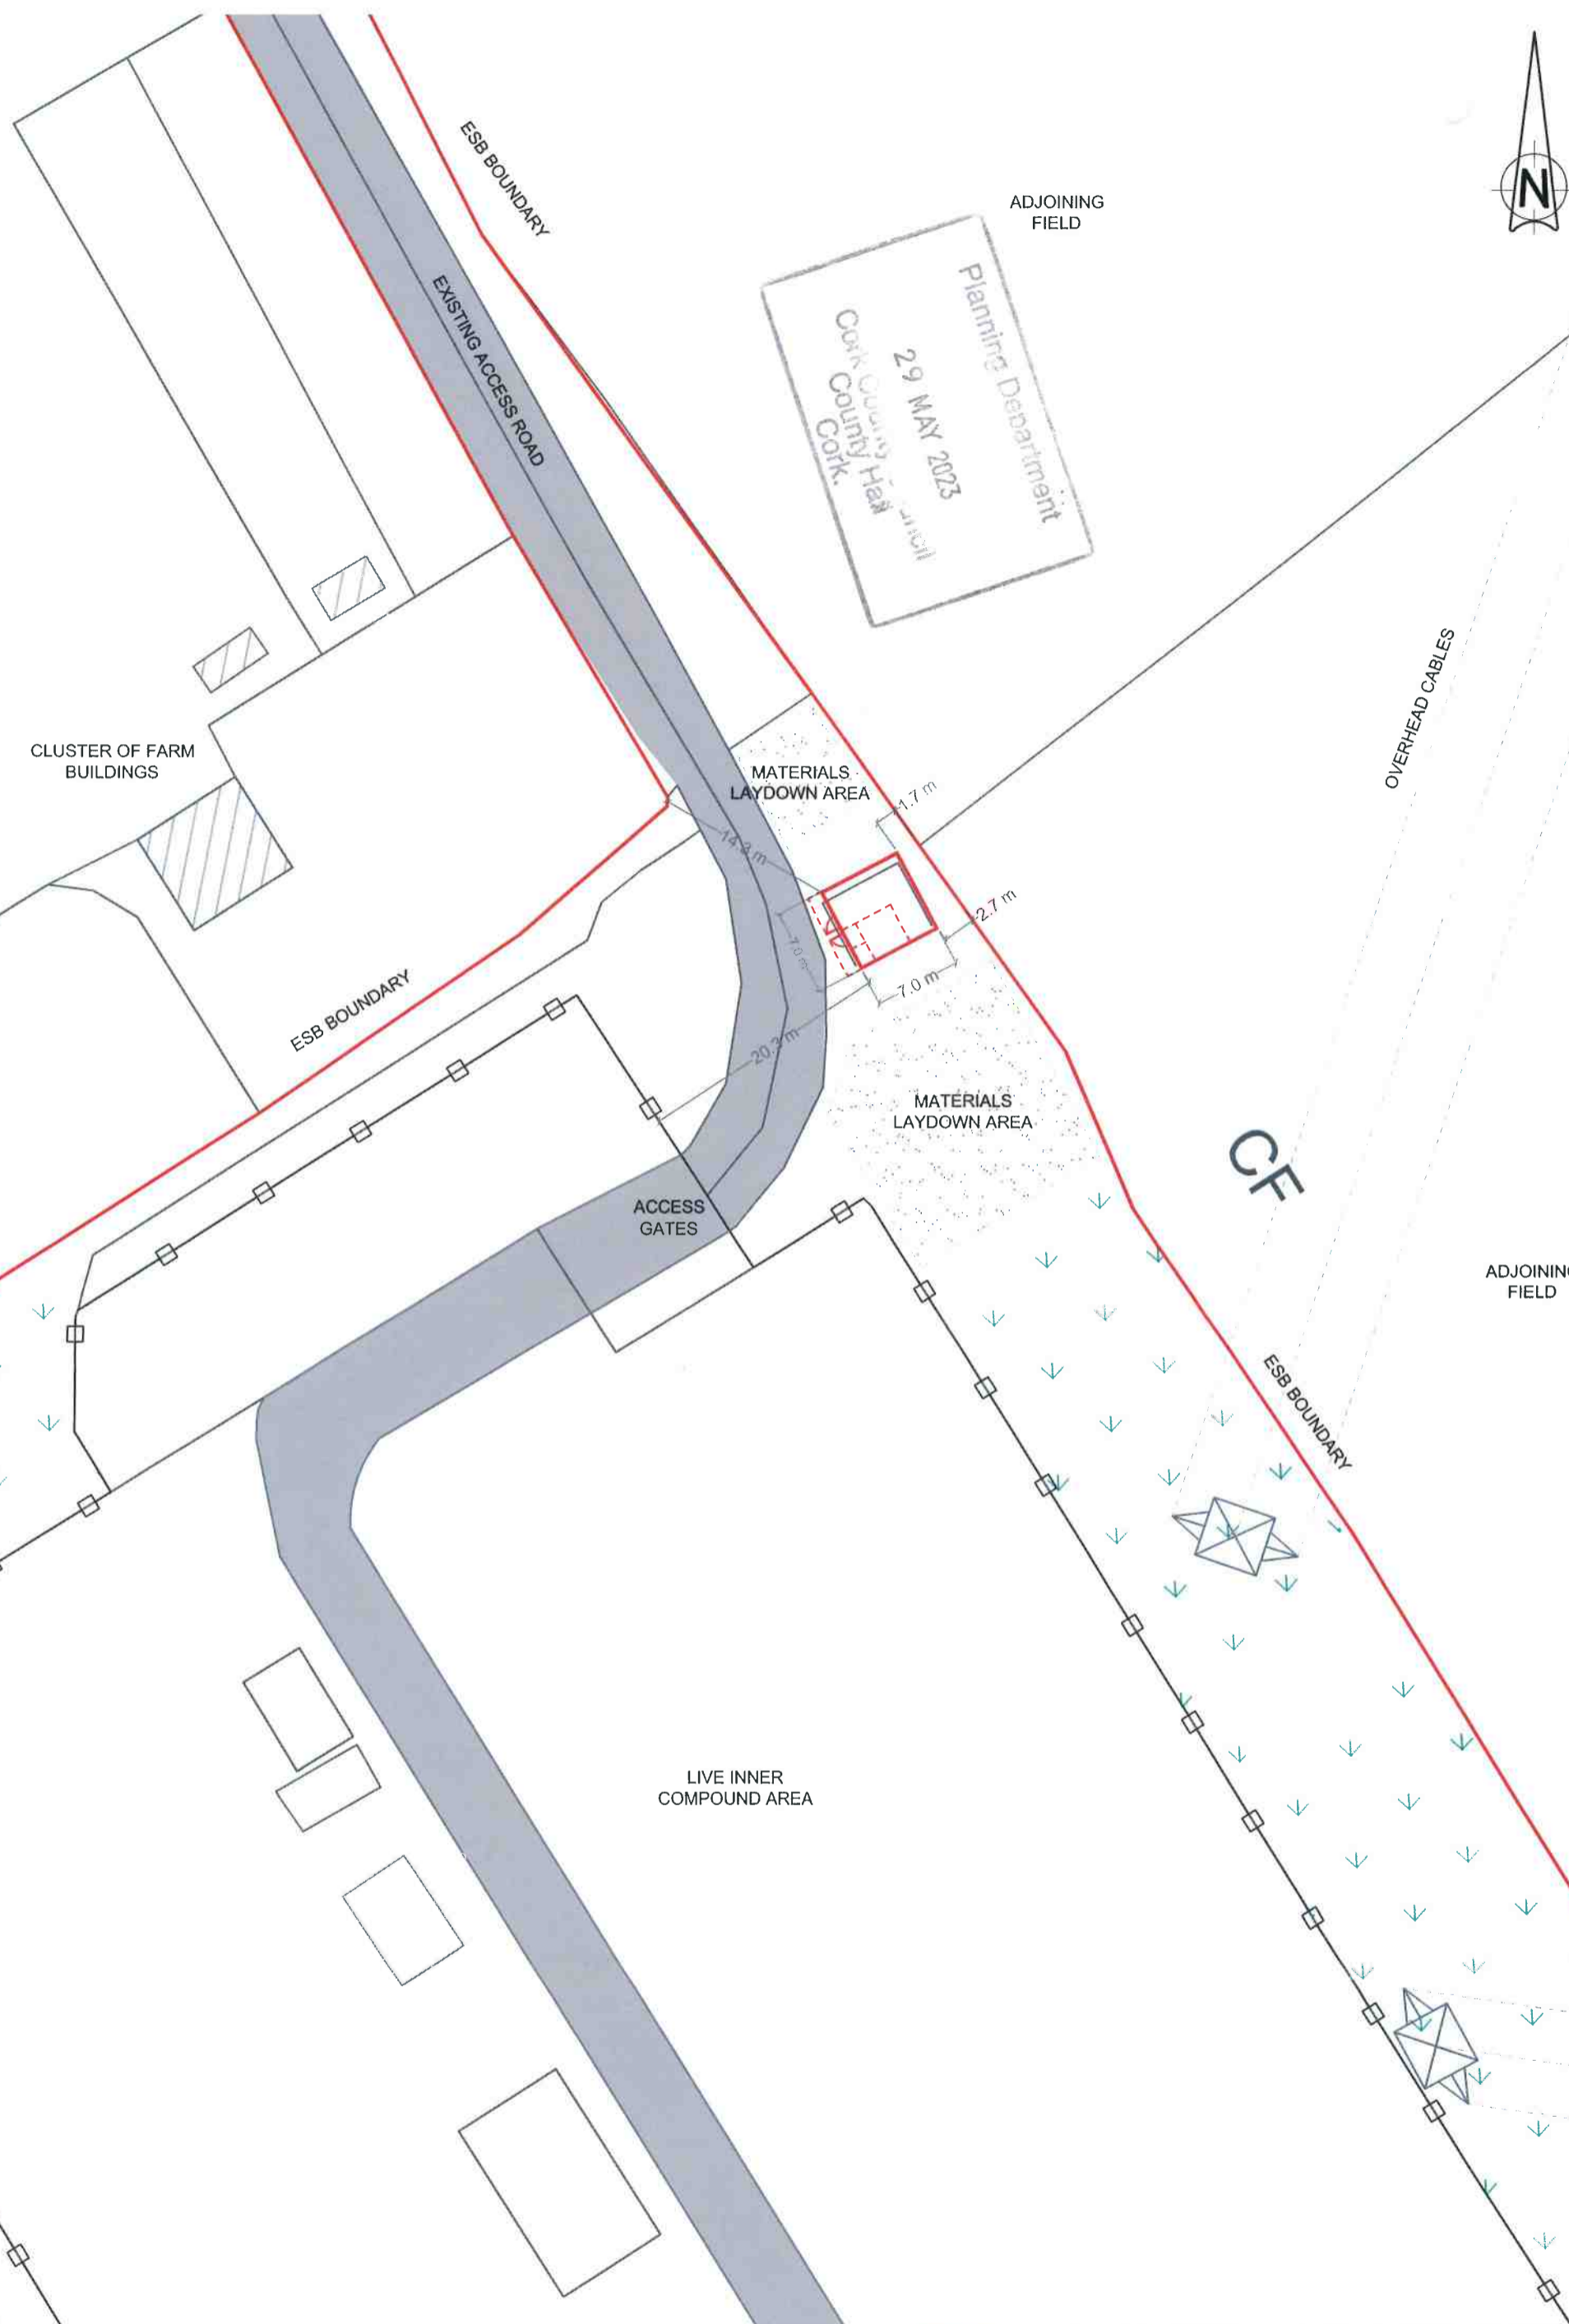 ESB BOUNDARY
ADJOINING
FIELD
N
Planning Department
29 MAY 2023
Cork County
County Hall
Cork.
EXISTING ACCESS ROAD
OVERHEAD CABLES
CLUSTER OF FARM
BUILDINGS
MATERIALS
LAYDOWN AREA
1.7 m
14.2 m
2.7 m
7.0 m
7.0 m
ESB BOUNDARY
20.3 m
MATERIALS
LAYDOWN AREA
CF
ACCESS
GATES
ADJOINING
FIELD
ESB BOUNDARY
LIVE INNER
COMPOUND AREA